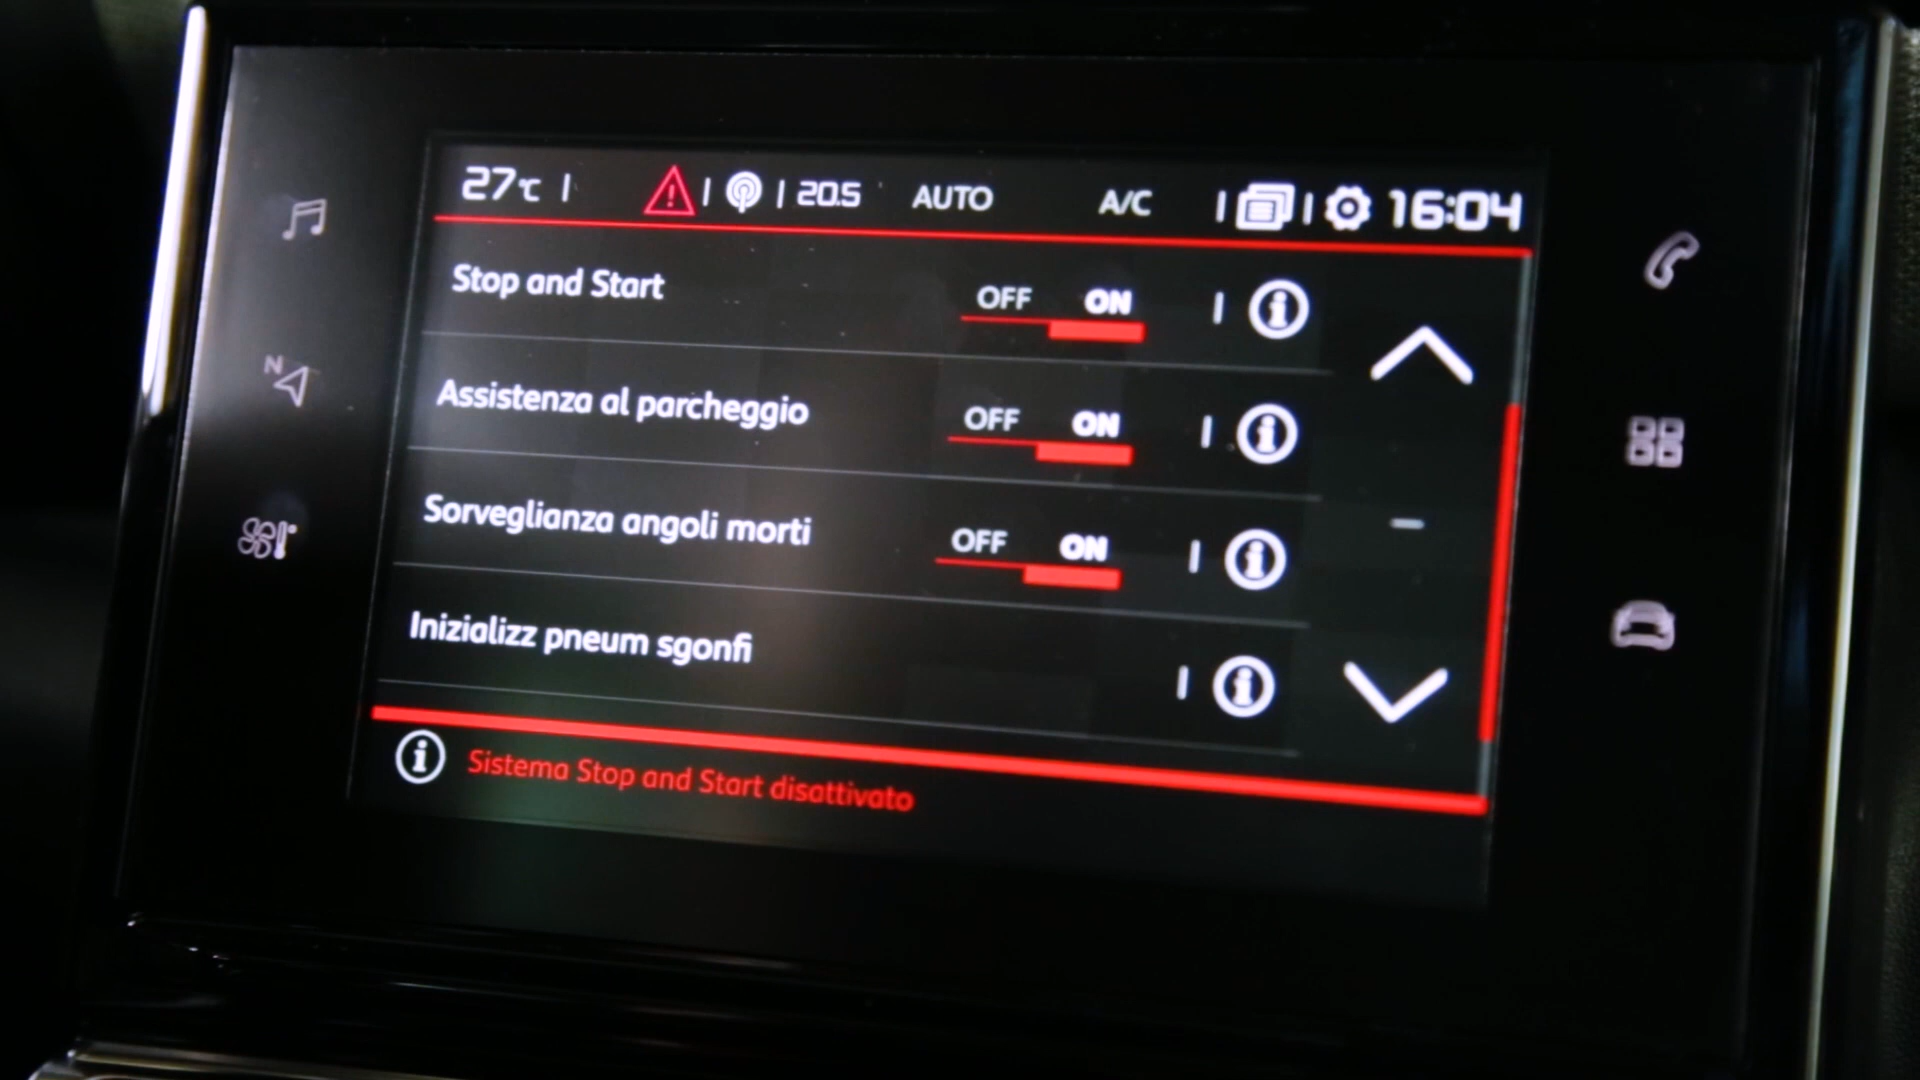 27°C 20.5 AUTO A/C 16:04
Stop and Start OFF ON
Assistenza al parcheggio OFF ON
Sorveglianza angoli morti OFF ON
Inizializz pneum sgonfi
Sistema Stop and Start disattivato
N